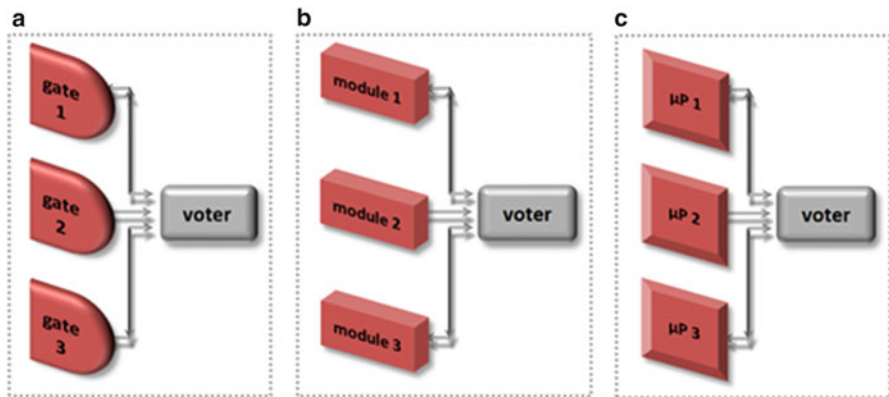 a
gate
1
gate
2
gate
3
voter
b
module 1
module 2
module 3
voter
c
µP 1
µP 2
µP 3
voter